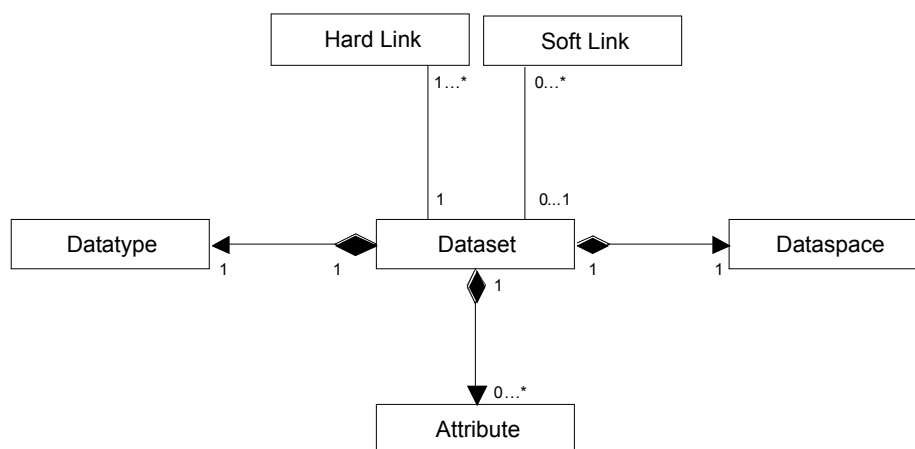 Hard Link
Soft Link
1…*
0…*
1
0...1
Datatype
Dataset
Dataspace
1
1
1
1
1
0…*
Attribute